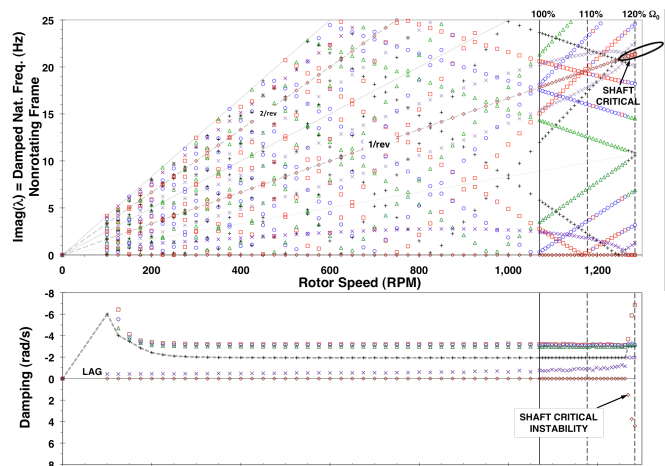 100% 110% 120% Ω₀
25
20
15
10
5
0
Imag(λ) = Damped Nat. Freq. (Hz)
Nonrotating Frame
2/rev
1/rev
SHAFT
CRITICAL
0 200 400 600 800 1,000 1,200
Rotor Speed (RPM)
-8
-6
-4
-2
0
2
4
6
8
Damping (rad/s)
LAG
SHAFT CRITICAL
INSTABILITY